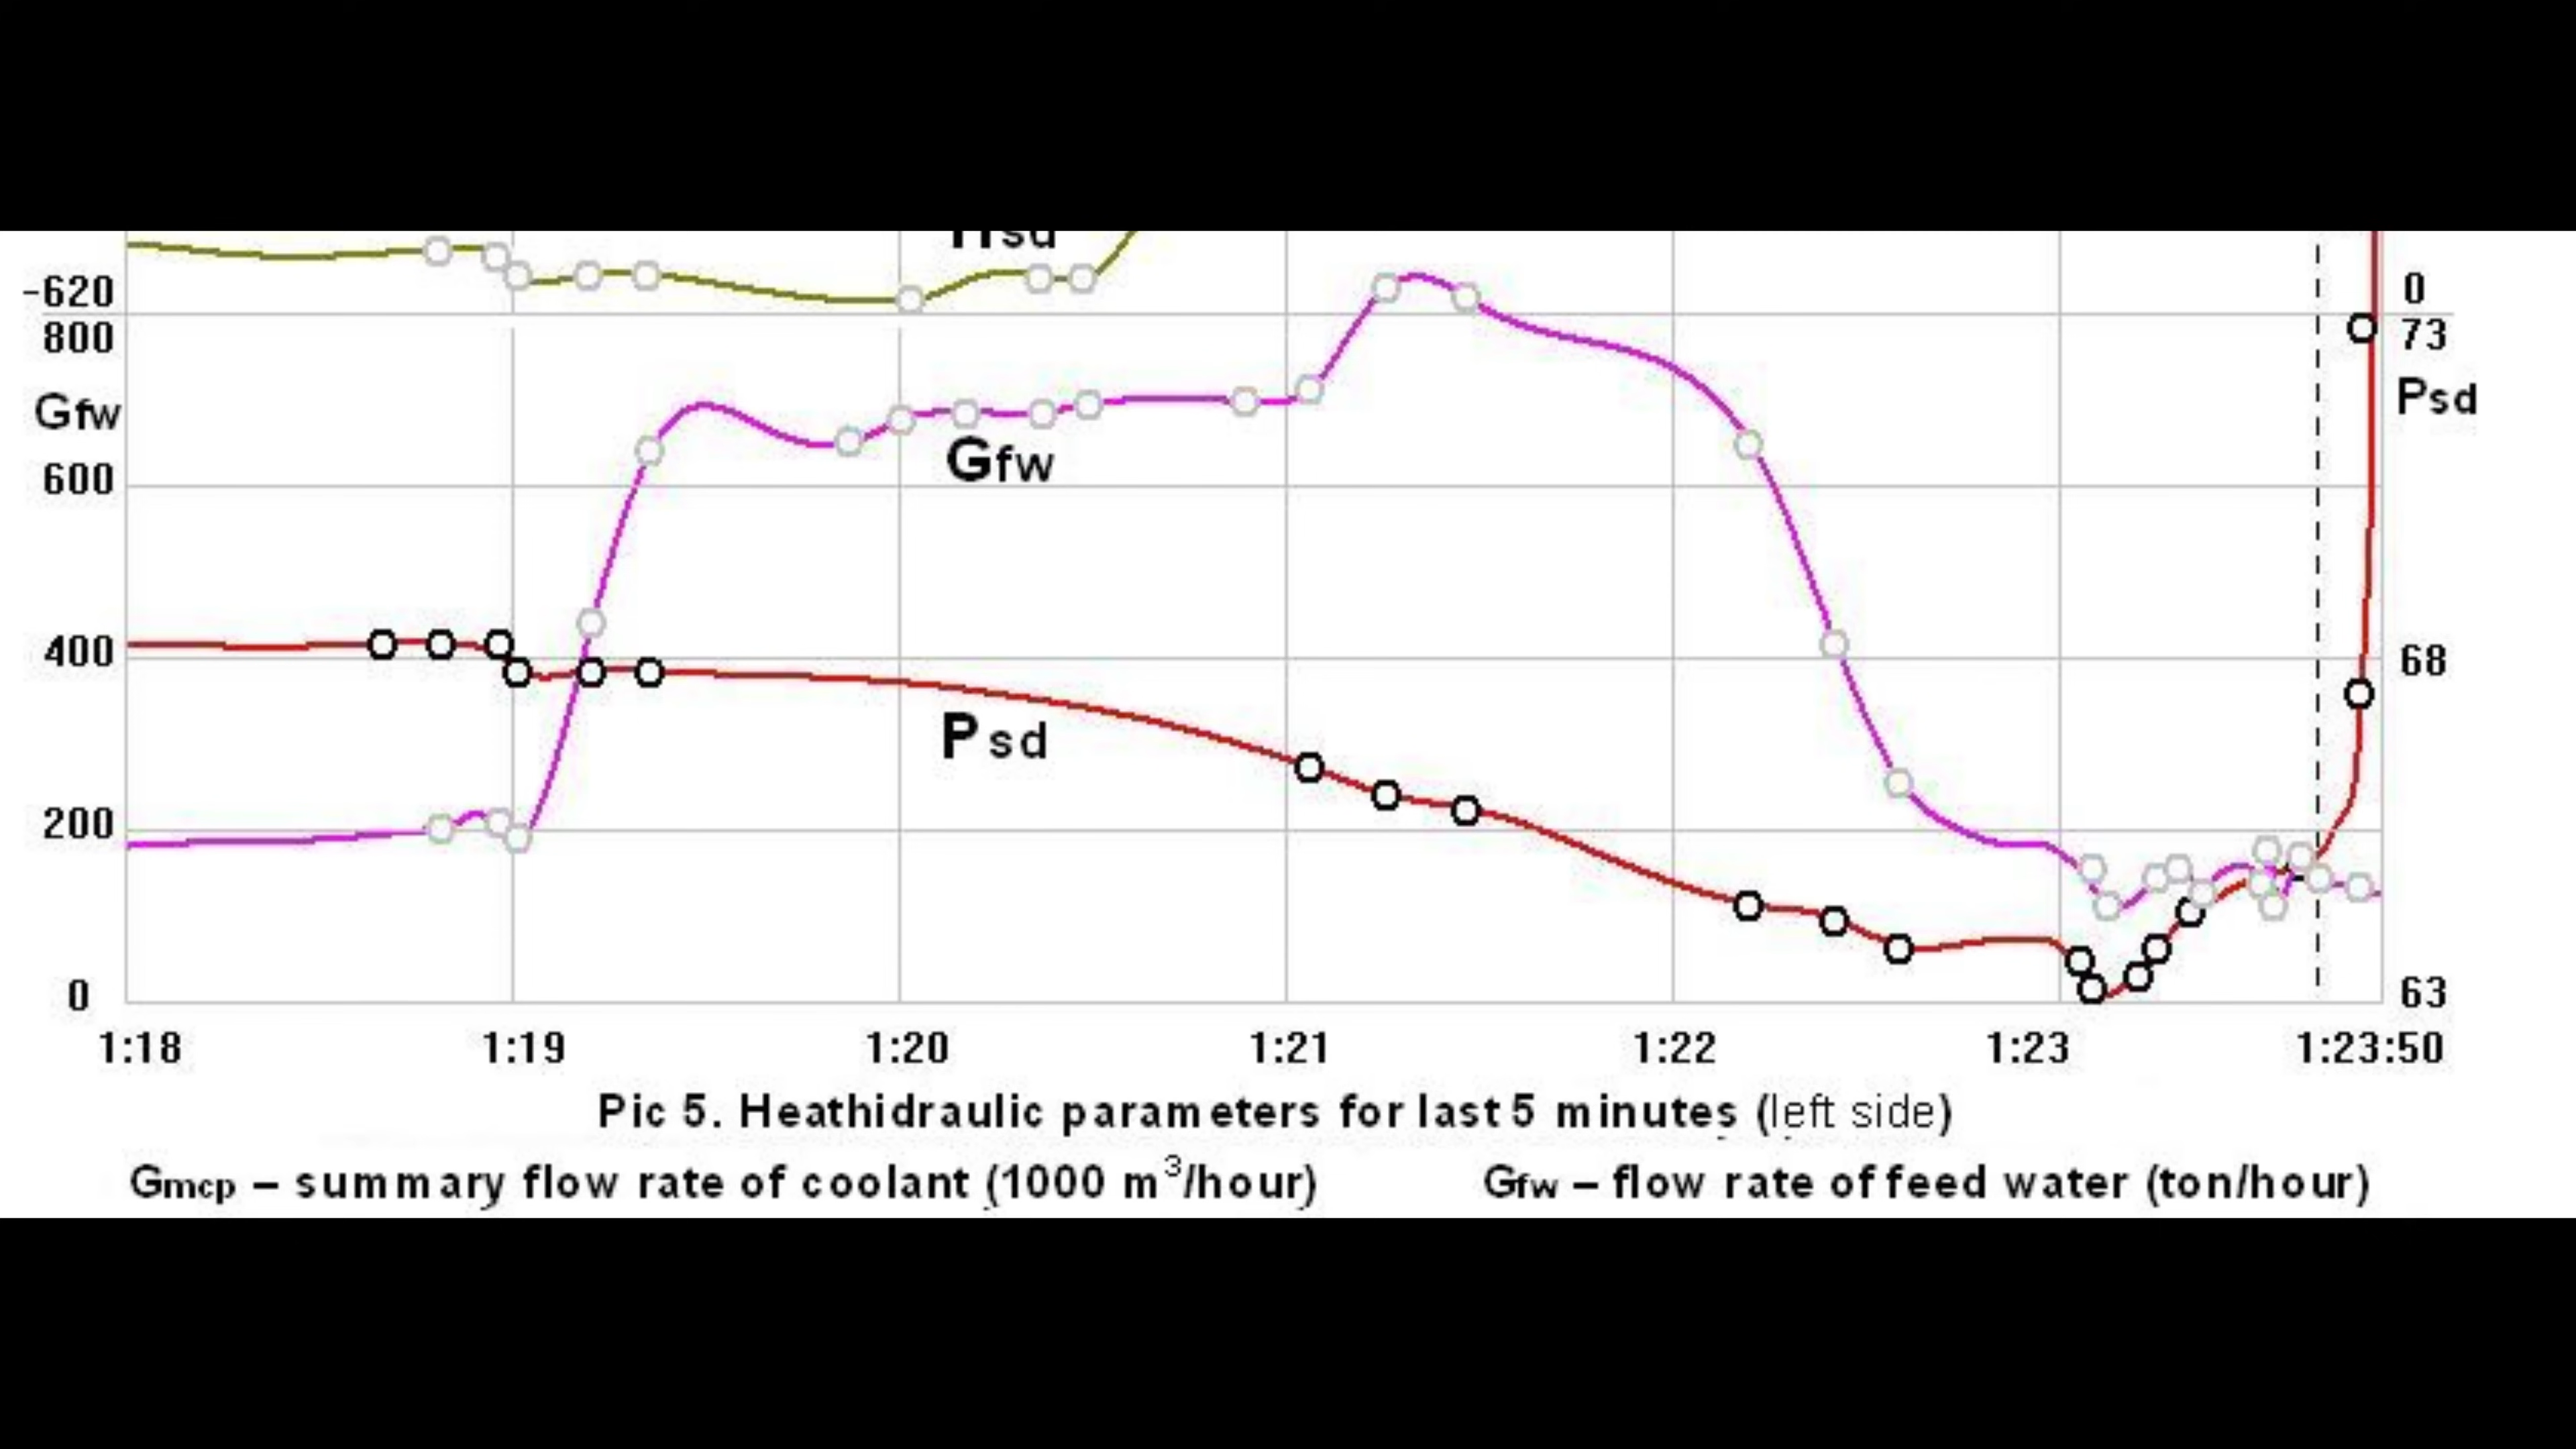 Hsd
-620
0
800
73
Gfw
Psd
Gfw
600
400
68
Psd
200
0
63
1:18 1:19 1:20 1:21 1:22 1:23 1:23:50
Pic 5. Heathidraulic parameters for last 5 minutes (left side)
Gmcp – summary flow rate of coolant (1000 m³/hour) Gfw – flow rate of feed water (ton/hour)